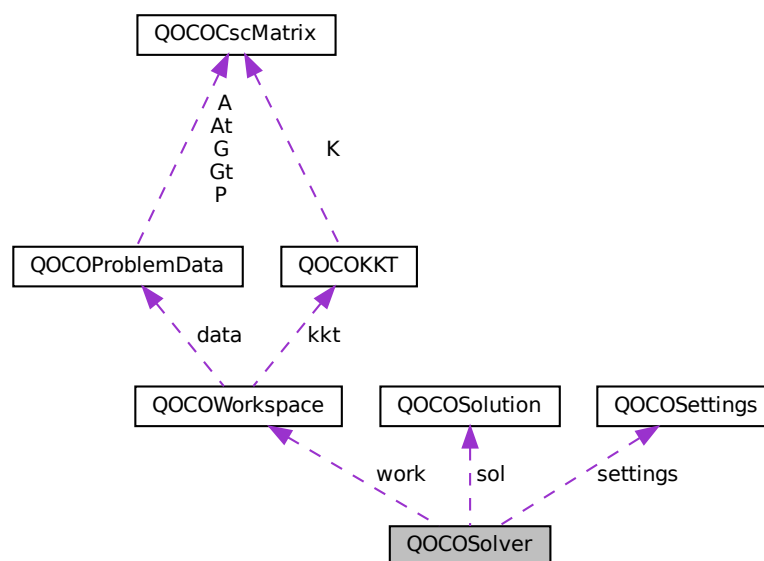 QOCOCscMatrix
A
At
G
Gt
P
K
QOCOProblemData
QOCOKKT
data
kkt
QOCOWorkspace
QOCOSolution
QOCOSettings
work
sol
settings
QOCOSolver